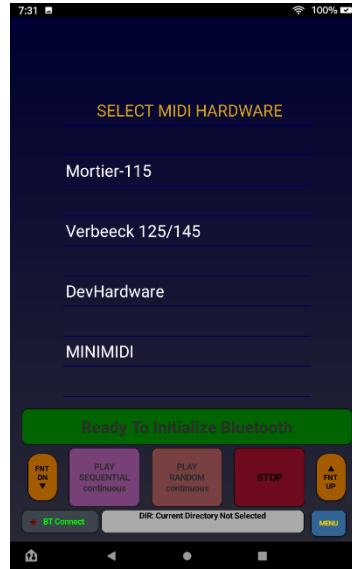 7:31 100%
SELECT MIDI HARDWARE
Mortier-115
Verbeeck 125/145
DevHardware
MINIMIDI
Ready To Initialize Bluetooth
FNT
DN
PLAY
SEQUENTIAL
continuous
PLAY
RANDOM
continuous
STOP
FNT
UP
BT Connect
DIR: Current Directory Not Selected
MENU